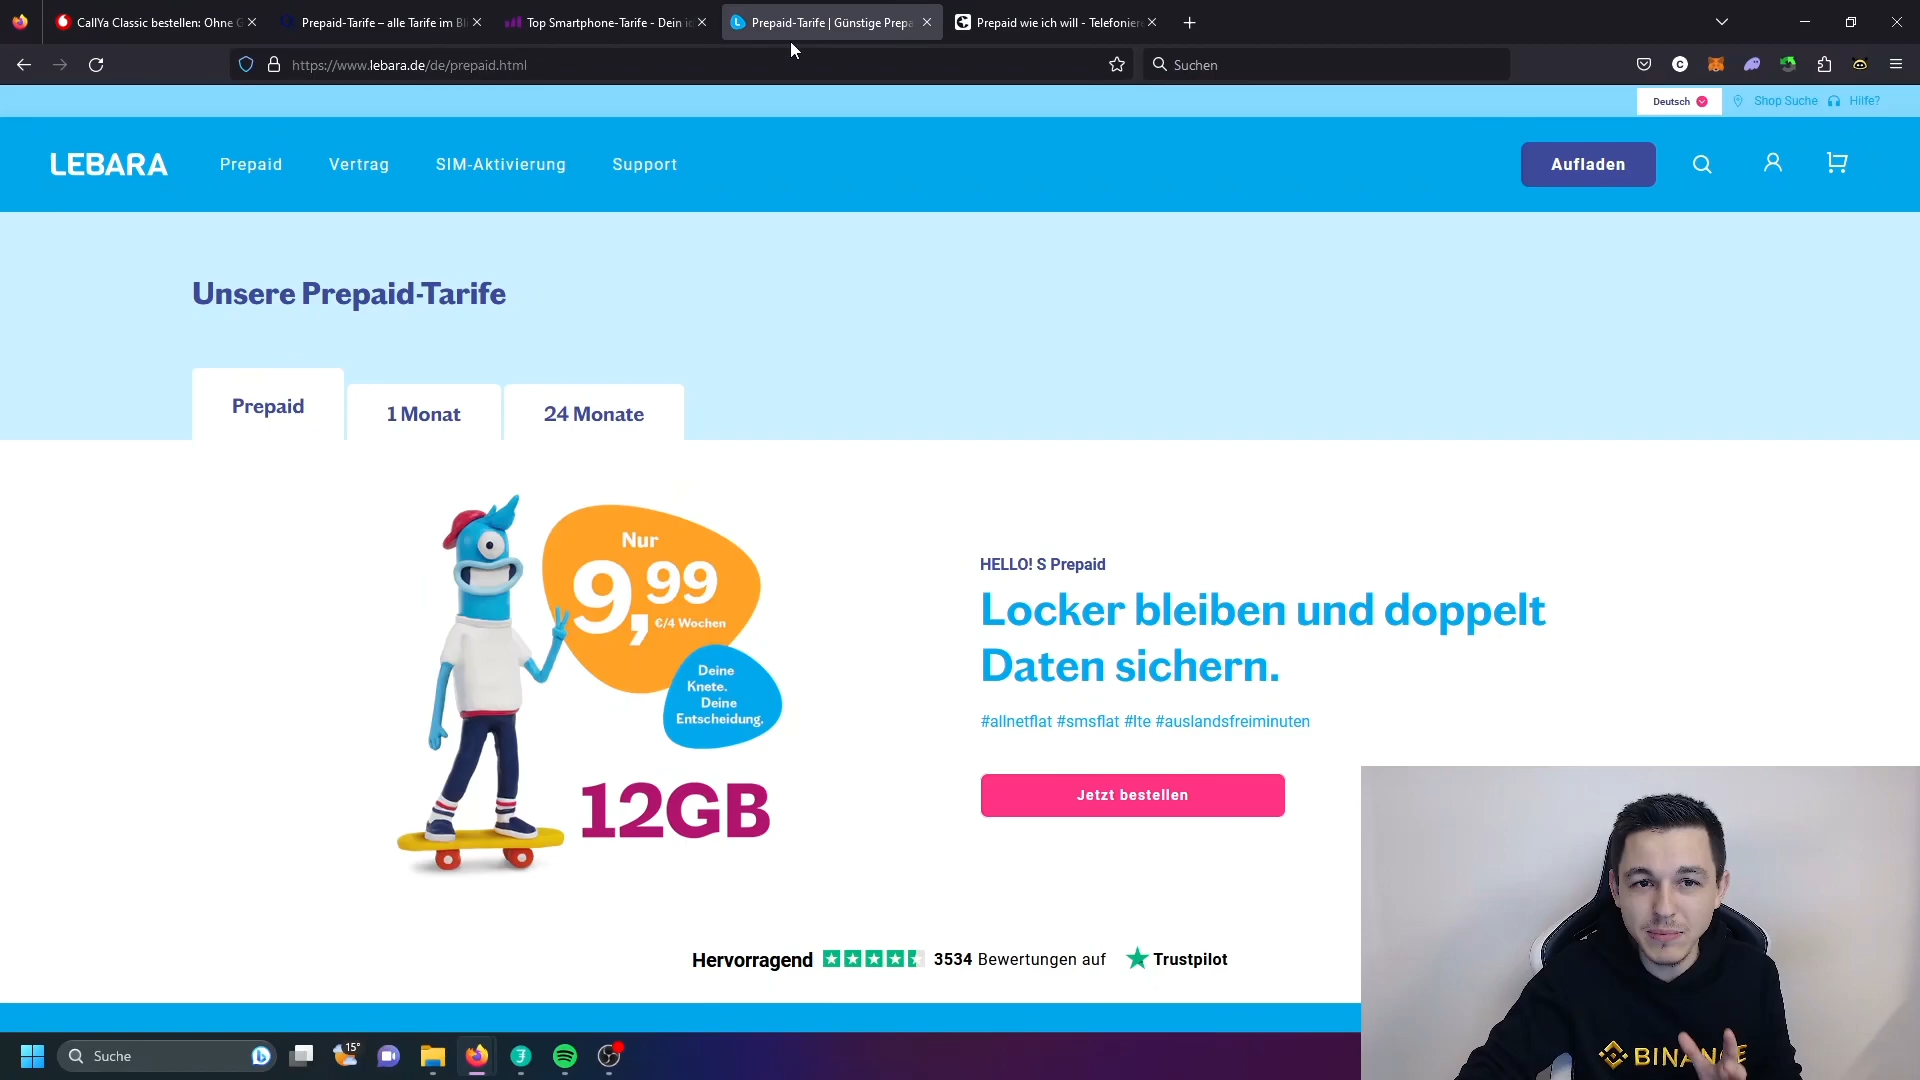 CallYa Classic bestellen: Ohne G
Prepaid-Tarife – alle Tarife im Bl
Top Smartphone-Tarife - Dein i
Prepaid-Tarife | Günstige Prepa
Prepaid wie ich will - Telefonier
https://www.lebara.de/de/prepaid.html
Suchen
Deutsch
Shop Suche
Hilfe?
LEBARA
Prepaid
Vertrag
SIM-Aktivierung
Support
Aufladen
Unsere Prepaid-Tarife
Prepaid
1 Monat
24 Monate
Nur
9,99
€/4 Wochen
Deine
Knete.
Deine
Entscheidung.
12GB
HELLO! S Prepaid
Locker bleiben und doppelt
Daten sichern.
#allnetflat #smsflat #lte #auslandsfreiminuten
Jetzt bestellen
Hervorragend
3534 Bewertungen auf
Trustpilot
Suche
15°
BINANCE